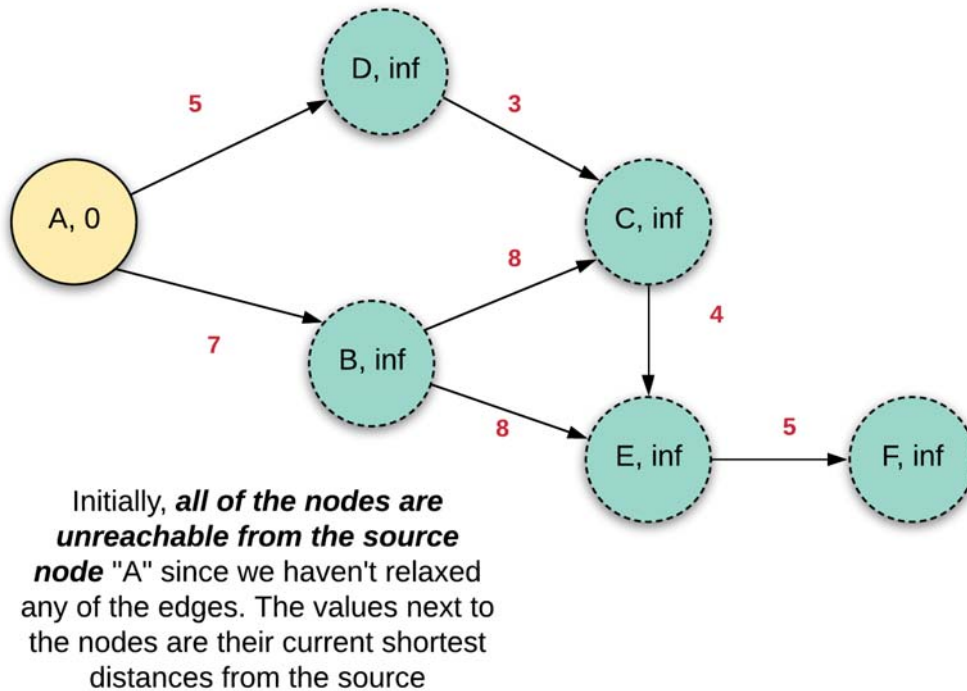 D, inf
5
3
A, 0
C, inf
8
4
7
B, inf
8
5
E, inf
F, inf
Initially, all of the nodes are
unreachable from the source
node "A" since we haven't relaxed
any of the edges. The values next to
the nodes are their current shortest
distances from the source